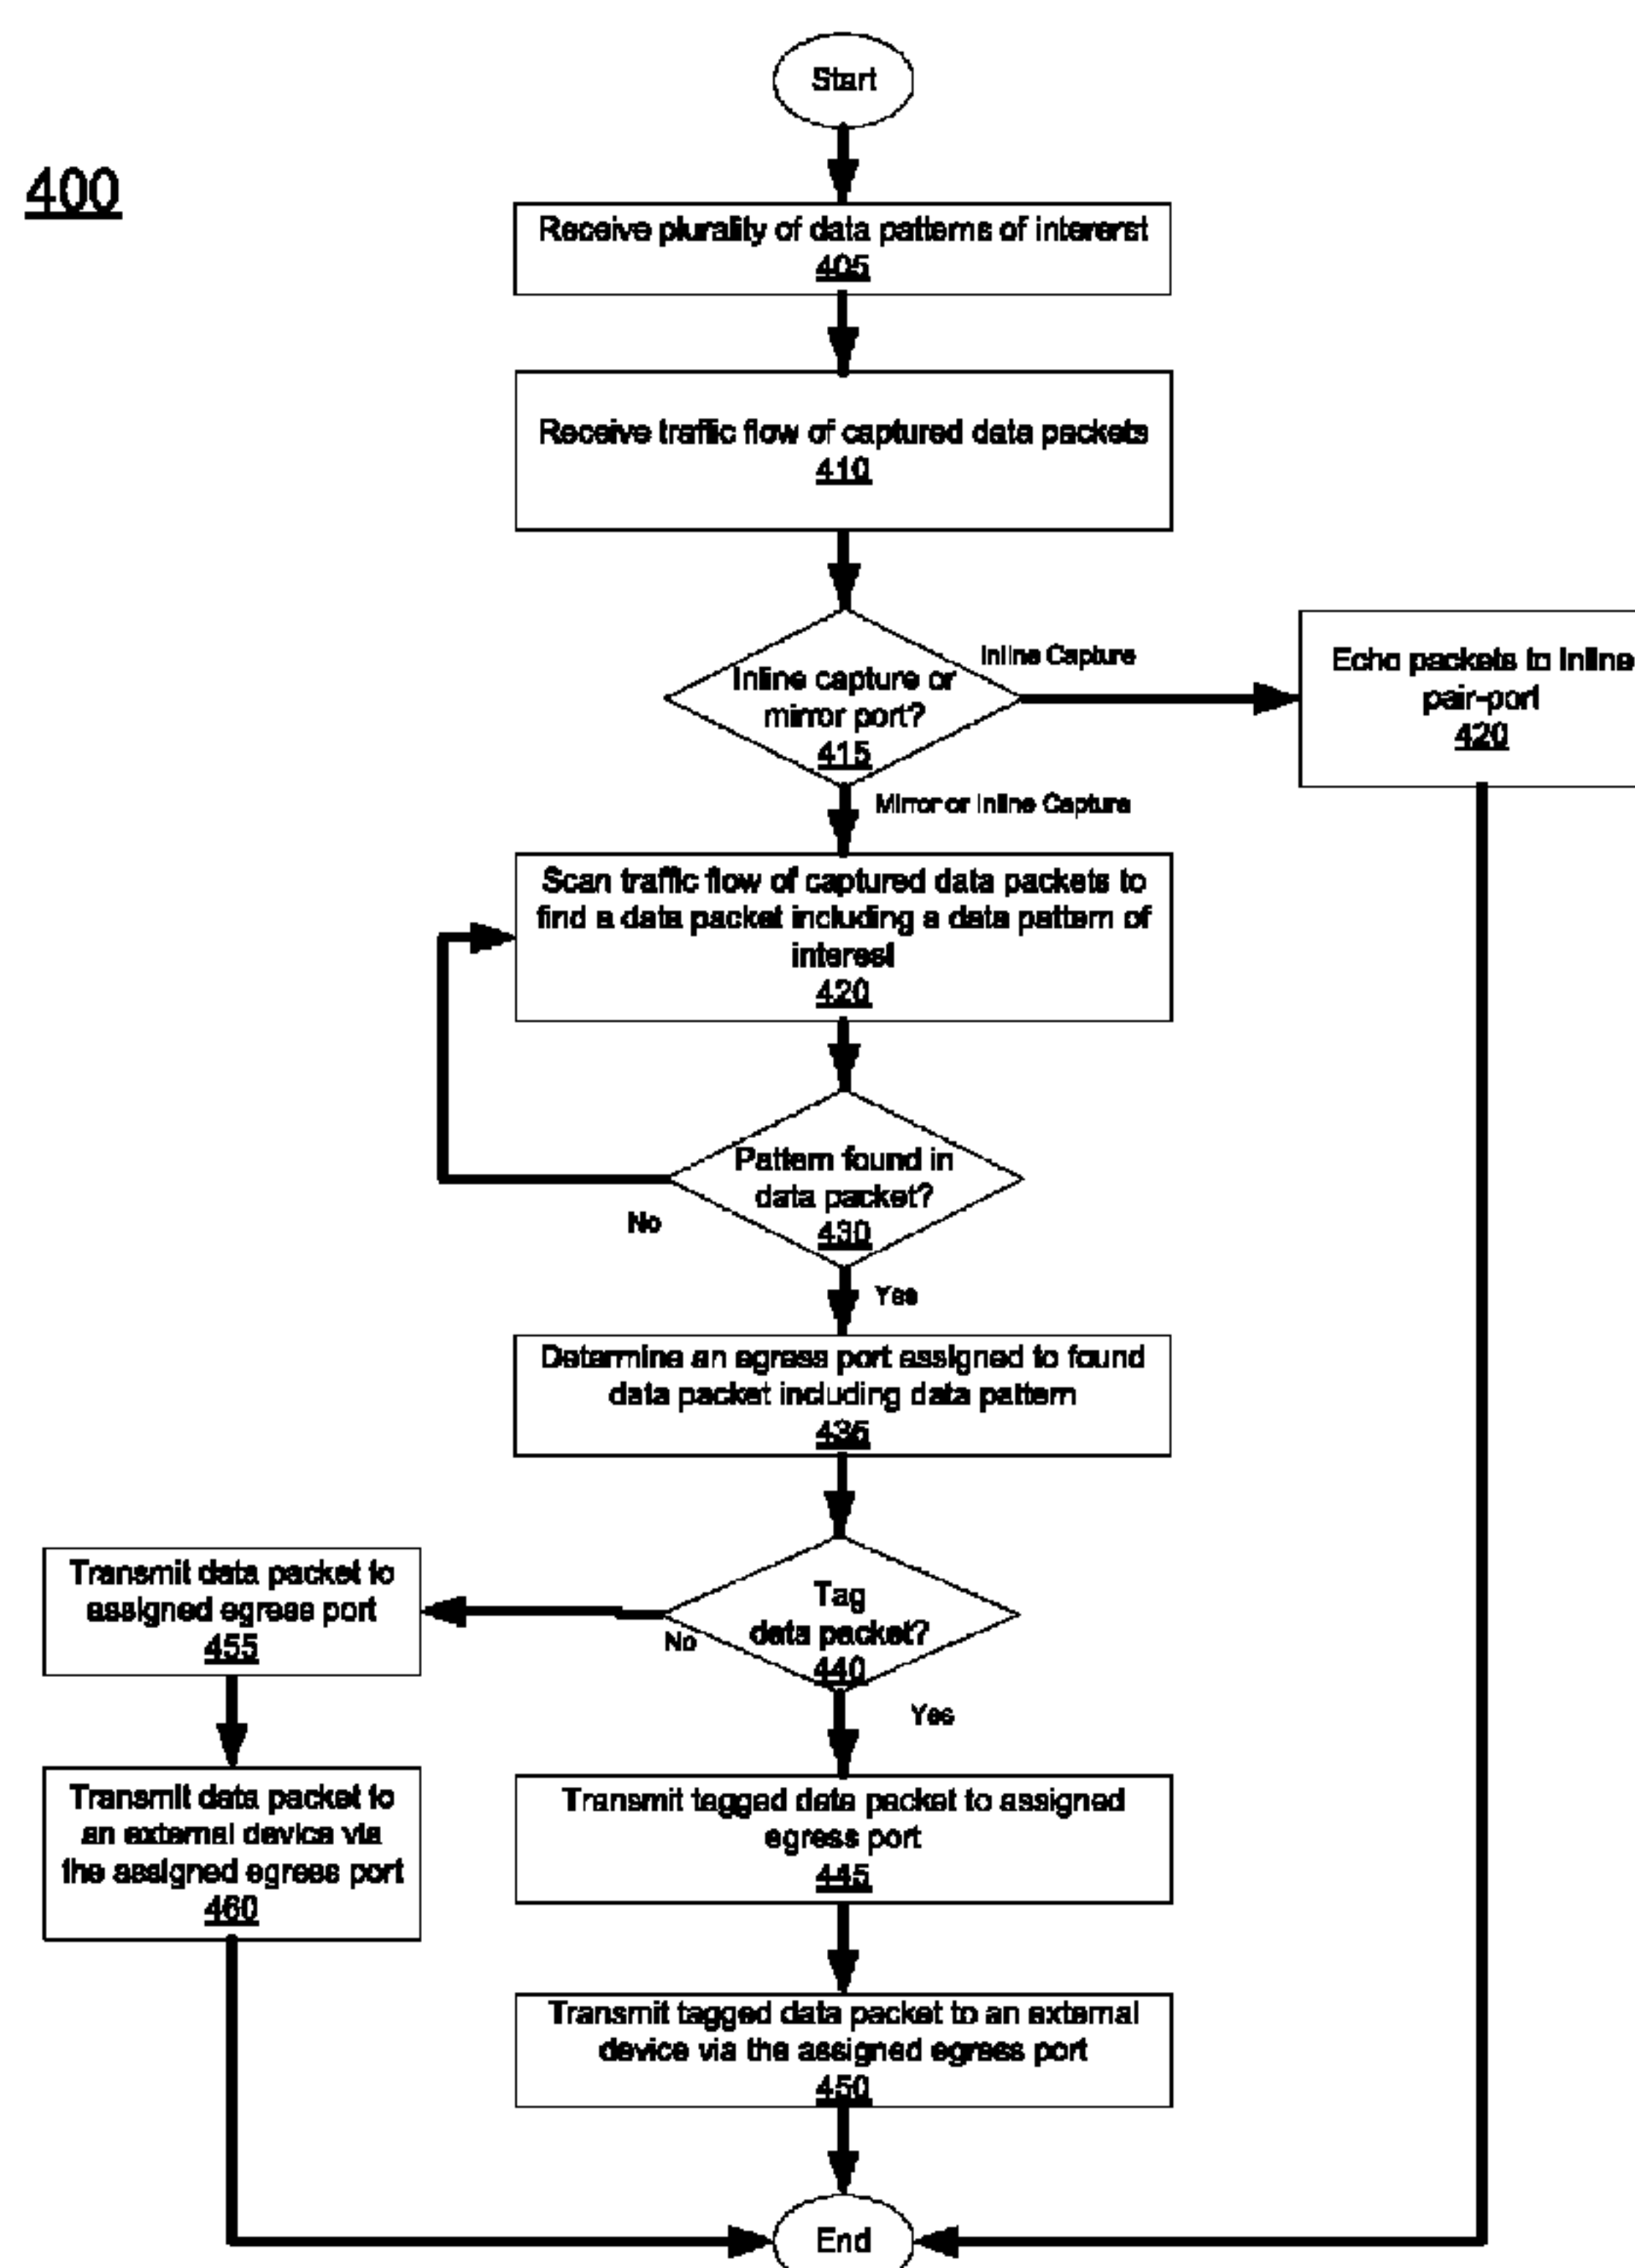 Start
400
Receive plurality of data patterns of intererst
405
Receive traffic flow of captured data packets
410
Inline capture or
mirror port?
415
Inline Capture
Echo packets to inline
pair-port
420
Mirror or Inline Capture
Scan traffic flow of captured data packets to
find a data packet including a data pattern of
interest
420
Pattern found in
data packet?
430
No
Yes
Determine an egress port assigned to found
data packet including data pattern
435
Tag
data packet?
440
No
Yes
Transmit data packet to
assigned egress port
455
Transmit data packet to
an external device via
the assigned egress port
460
Transmit tagged data packet to assigned
egress port
445
Transmit tagged data packet to an external
device via the assigned egress port
450
End